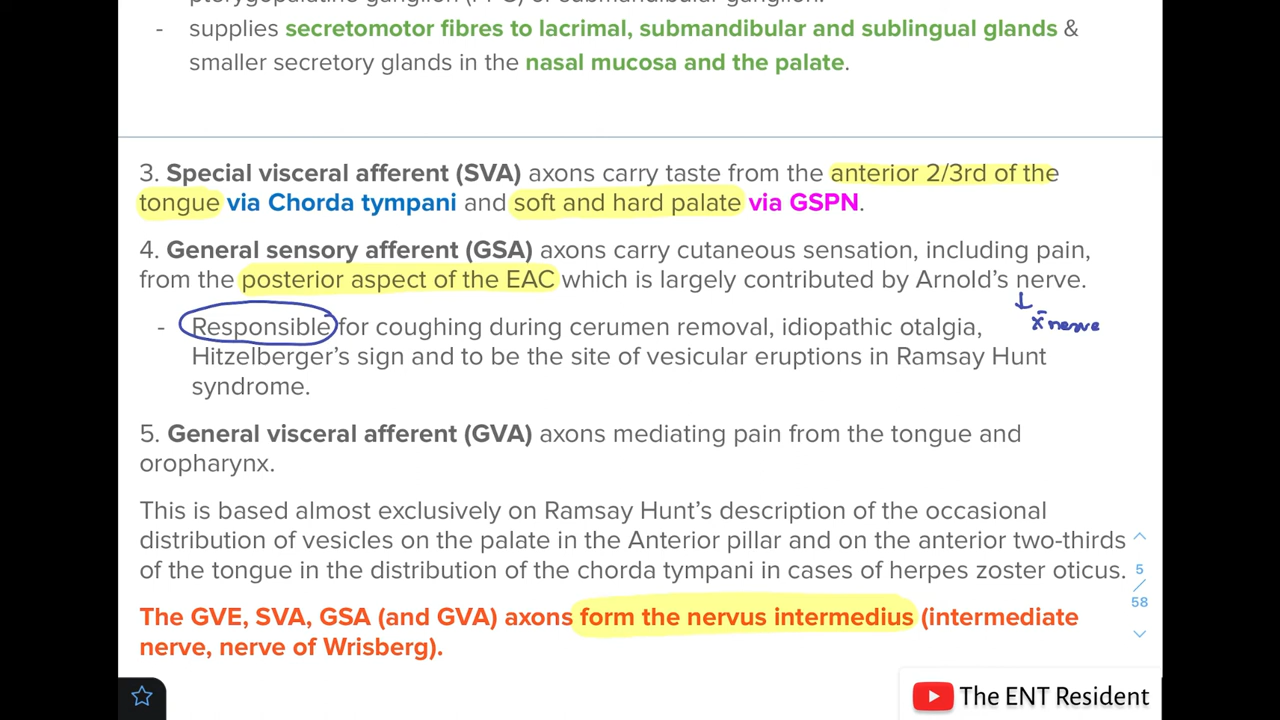 - supplies secretomotor fibres to lacrimal, submandibular and sublingual glands &
smaller secretory glands in the nasal mucosa and the palate.
3. Special visceral afferent (SVA) axons carry taste from the anterior 2/3rd of the
tongue via Chorda tympani and soft and hard palate via GSPN.
4. General sensory afferent (GSA) axons carry cutaneous sensation, including pain,
from the posterior aspect of the EAC which is largely contributed by Arnold's nerve.
x nerve
- Responsible for coughing during cerumen removal, idiopathic otalgia,
Hitzelberger's sign and to be the site of vesicular eruptions in Ramsay Hunt
syndrome.
5. General visceral afferent (GVA) axons mediating pain from the tongue and
oropharynx.
This is based almost exclusively on Ramsay Hunt's description of the occasional
distribution of vesicles on the palate in the Anterior pillar and on the anterior two-thirds
of the tongue in the distribution of the chorda tympani in cases of herpes zoster oticus.
5
/
58
The GVE, SVA, GSA (and GVA) axons form the nervus intermedius (intermediate
nerve, nerve of Wrisberg).
The ENT Resident